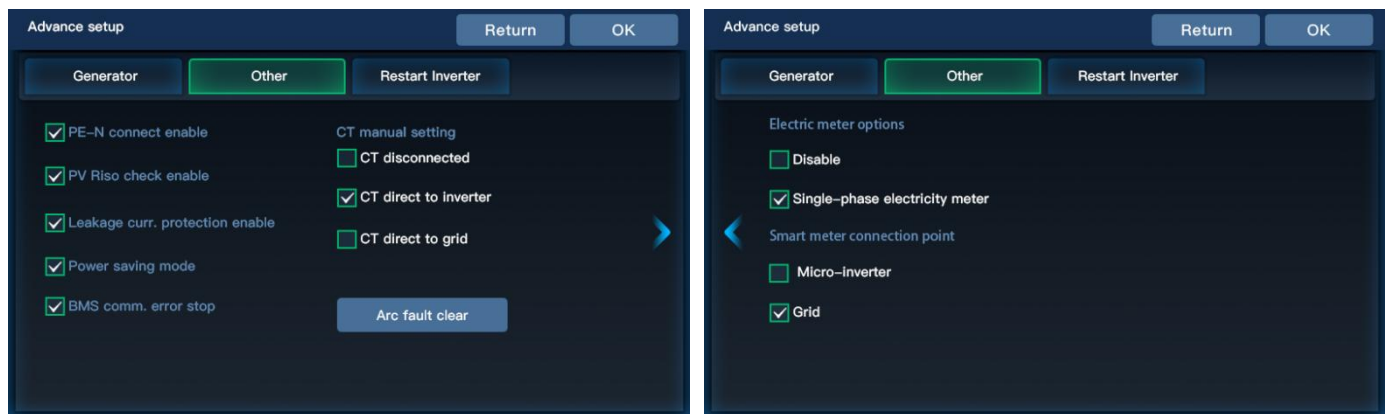 Advance setup
Return
OK
Generator
Other
Restart Inverter
PE-N connect enable
PV Riso check enable
Leakage curr. protection enable
Power saving mode
BMS comm. error stop
CT manual setting
CT disconnected
CT direct to inverter
CT direct to grid
Arc fault clear
Advance setup
Return
OK
Generator
Other
Restart Inverter
Electric meter options
Disable
Single-phase electricity meter
Smart meter connection point
Micro-inverter
Grid